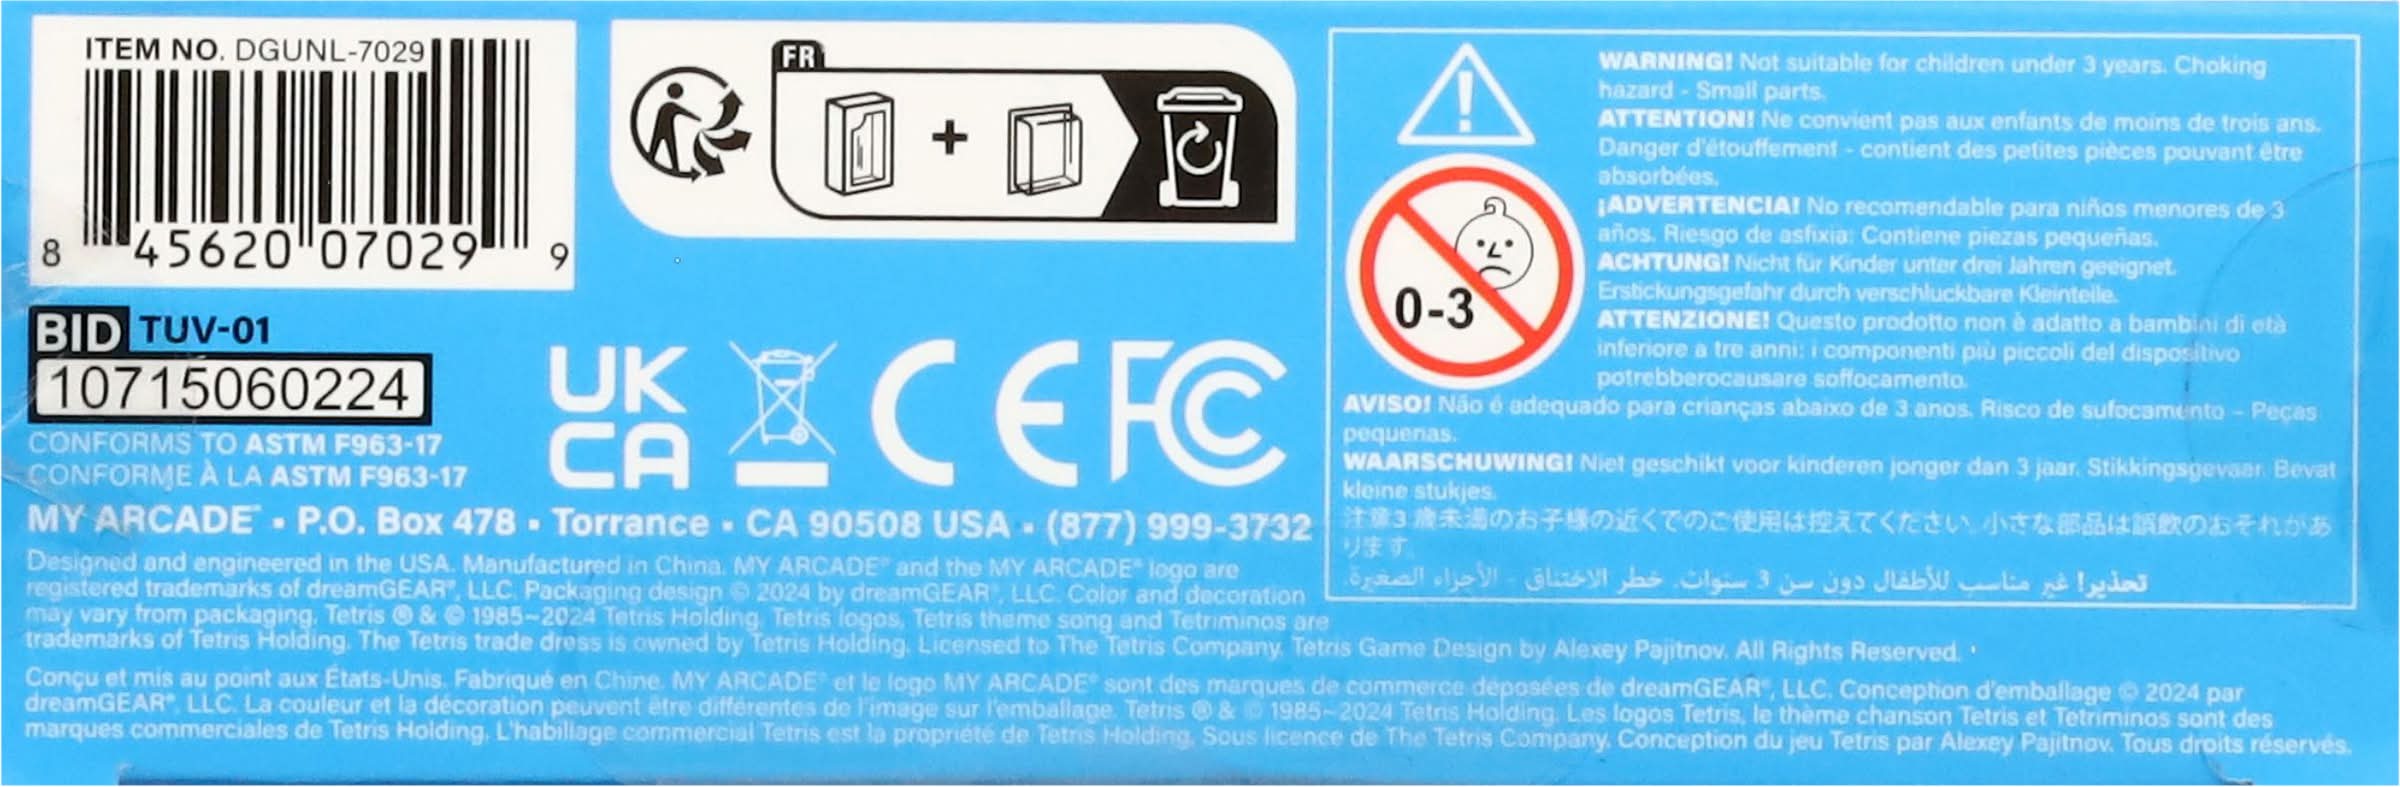 ITEM NO. DGUNL-7029
8 45620 07029 9
BID TUV-01
10715060224
CONFORMS TO ASTM F963-17
CONFORME À LA ASTM F963-17
FR
+
UK
CA
CE FC
MY ARCADE™ • P.O. Box 478 • Torrance • CA 90508 USA • (877) 999-3732
Designed and engineered in the USA. Manufactured in China. MY ARCADE® and the MY ARCADE® logo are
registered trademarks of dreamGEAR®, LLC. Packaging design © 2024 by dreamGEAR®, LLC. Color and decoration
may vary from packaging. Tetris ® & © 1985~2024 Tetris Holding. Tetris logos, Tetris theme song and Tetriminos are
trademarks of Tetris Holding. The Tetris trade dress is owned by Tetris Holding. Licensed to The Tetris Company. Tetris Game Design by Alexey Pajitnov. All Rights Reserved.
Conçu et mis au point aux États-Unis. Fabriqué en Chine. MY ARCADE® et le logo MY ARCADE® sont des marques de commerce déposées de dreamGEAR®, LLC. Conception d'emballage © 2024 par
dreamGEAR®, LLC. La couleur et la décoration peuvent être différentes de l'image sur l'emballage. Tetris ® & © 1985~2024 Tetris Holding. Les logos Tetris, le thème chanson Tetris et Tetriminos sont des
marques commerciales de Tetris Holding. L'habillage commercial Tetris est la propriété de Tetris Holding. Sous licence de The Tetris Company. Conception du jeu Tetris par Alexey Pajitnov. Tous droits réservés.
0-3
WARNING! Not suitable for children under 3 years. Choking
hazard - Small parts.
ATTENTION! Ne convient pas aux enfants de moins de trois ans.
Danger d'étouffement - contient des petites pièces pouvant être
absorbées.
¡ADVERTENCIA! No recomendable para niños menores de 3
años. Riesgo de asfixia: Contiene piezas pequeñas.
ACHTUNG! Nicht für Kinder unter drei Jahren geeignet.
Erstickungsgefahr durch verschluckbare Kleinteile.
ATTENZIONE! Questo prodotto non è adatto a bambini di età
inferiore a tre anni: i componenti più piccoli del dispositivo
potrebberocausare soffocamento.
AVISO! Não é adequado para crianças abaixo de 3 anos. Risco de sufocamento - Peças
pequenas.
WAARSCHUWING! Niet geschikt voor kinderen jonger dan 3 jaar. Stikkingsgevaar. Bevat
kleine stukjes.
注意3 歳未満のお子様の近くでのご使用は控えてください。小さな部品は誤飲のおそれがあ
ります。
تحذير! غير مناسب للأطفال دون سن 3 سنوات. خطر الاختناق - الأجزاء الصغيرة.